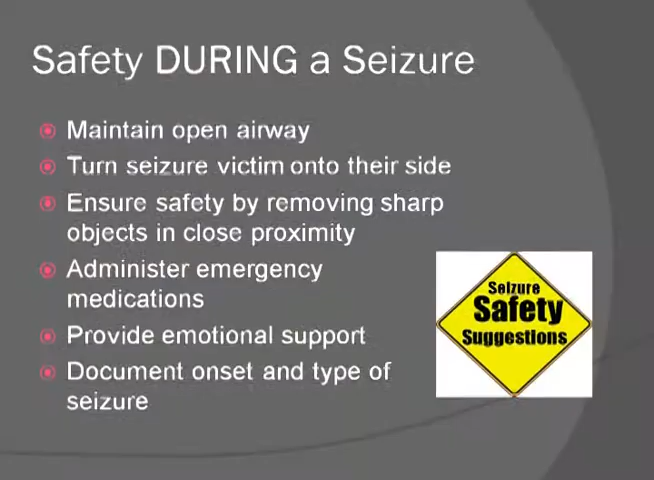 Safety DURING a Seizure
Maintain open airway
Turn seizure victim onto their side
Ensure safety by removing sharp
objects in close proximity
Administer emergency
medications
Provide emotional support
Document onset and type of
seizure
Seizure
Safety
Suggestions